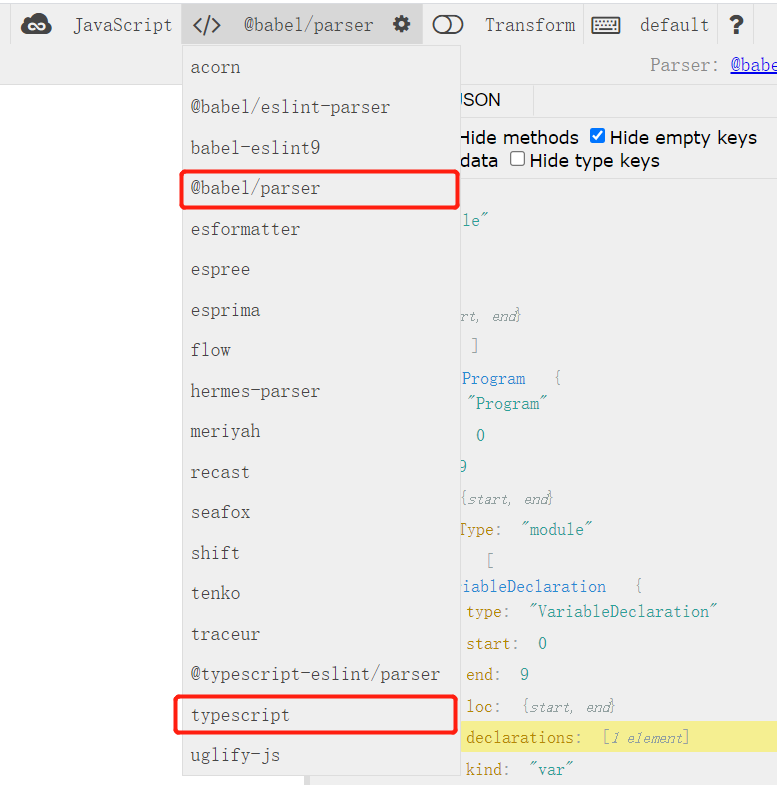 JavaScript </> @babel/parser Transform default ?
Parser: @babe
acorn
JSON
@babel/eslint-parser
Hide methods Hide empty keys
babel-eslint9
data Hide type keys
@babel/parser
le"
esformatter
espree
esprima
rt, end}
flow
]
Program {
hermes-parser
"Program"
meriyah
0
recast
9
{start, end}
seafox
Type: "module"
shift
[
iableDeclaration {
tenko
type: "VariableDeclaration"
traceur
start: 0
@typescript-eslint/parser
end: 9
typescript
loc: {start, end}
declarations: [1 element]
uglify-js
kind: "var"